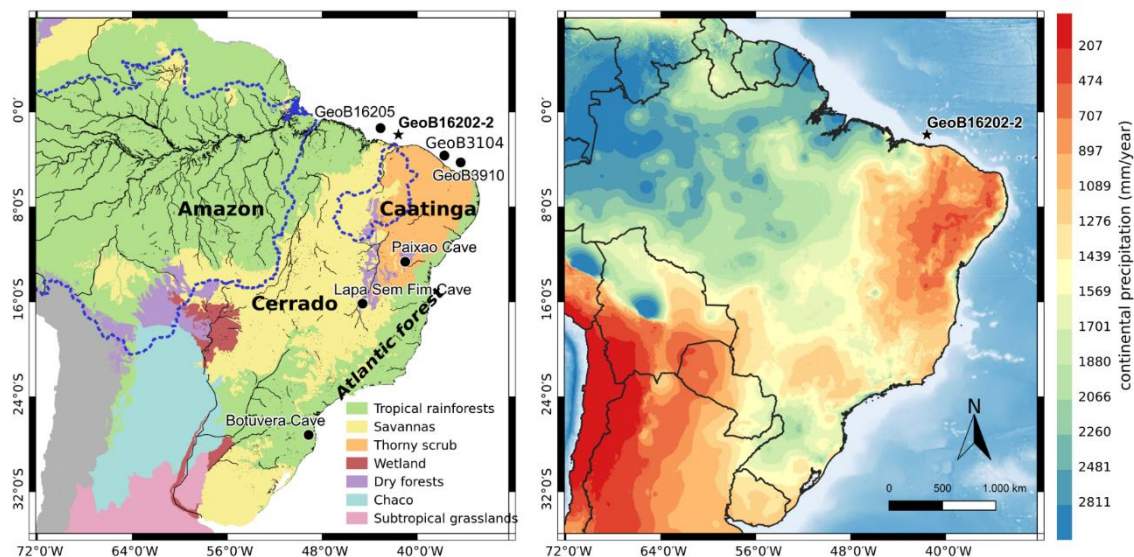 0°0'
8°0'S
16°0'S
24°0'S
32°0'S
72°0'W
64°0'W
56°0'W
48°0'W
40°0'W
GeoB16205
GeoB16202-2
GeoB3104
GeoB3910
Amazon
Caatinga
Paixao Cave
Lapa Sem Fim Cave
Cerrado
Atlantic forest
Botuvera Cave
Tropical rainforests
Savannas
Thorny scrub
Wetland
Dry forests
Chaco
Subtropical grasslands
0°0'
8°0'S
16°0'S
24°0'S
32°0'S
72°0'W
64°0'W
56°0'W
48°0'W
40°0'W
GeoB16202-2
N
0 500 1.000 km
207
474
707
897
1089
1276
1439
1569
1701
1880
2066
2260
2481
2811
continental precipitation (mm/year)